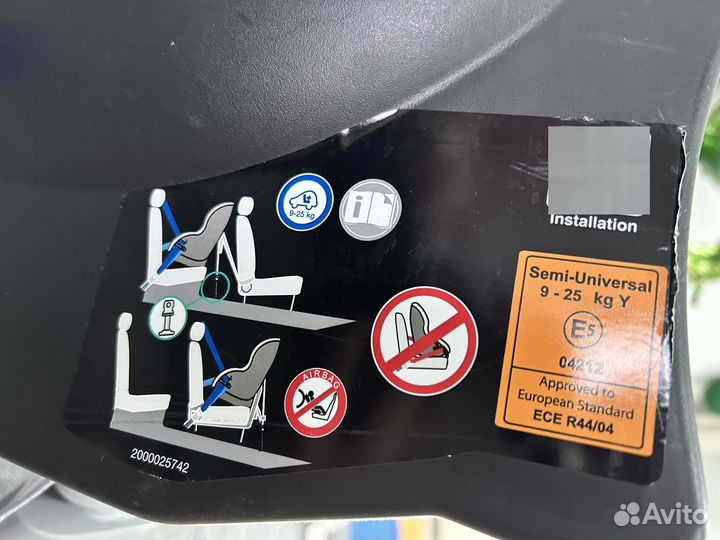 9-25 kg
Installation
Semi-Universal
9 - 25 kg Y
E5
04212
Approved to
European Standard
ECE R44/04
AIRBAG
2000025742
Avito